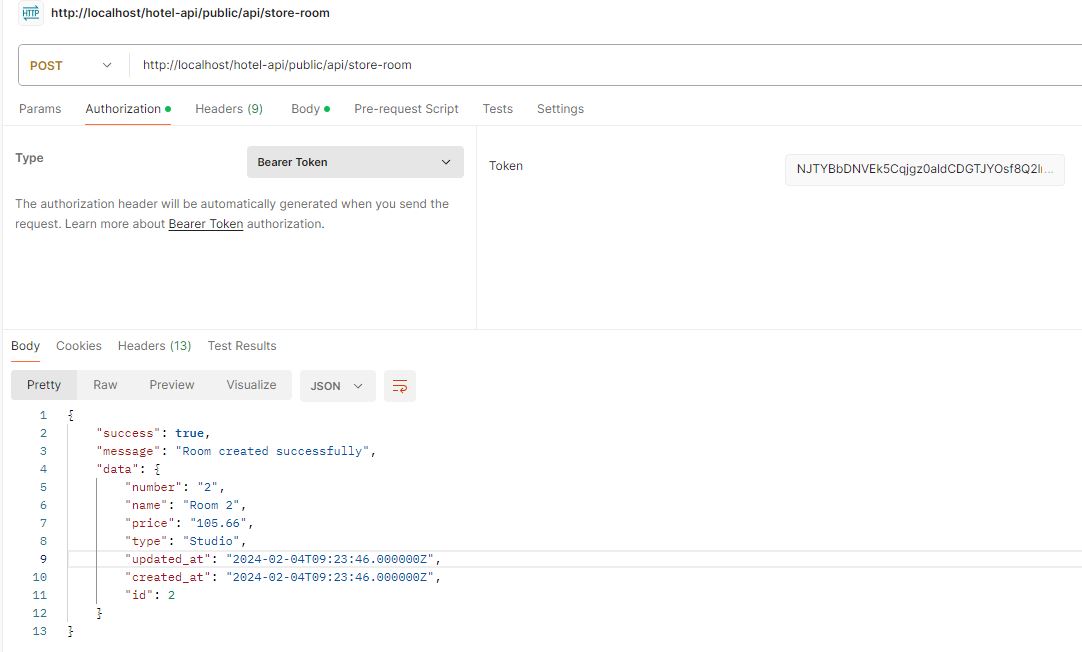 HTTP http://localhost/hotel-api/public/api/store-room
POST http://localhost/hotel-api/public/api/store-room
Params Authorization Headers (9) Body Pre-request Script Tests Settings
Type Bearer Token
Token NJTYBbDNVEk5Cqjgz0aldCDGTJYOsf8Q2l...
The authorization header will be automatically generated when you send the
request. Learn more about Bearer Token authorization.
Body Cookies Headers (13) Test Results
Pretty Raw Preview Visualize JSON
1 {
2 "success": true,
3 "message": "Room created successfully",
4 "data": {
5 "number": "2",
6 "name": "Room 2",
7 "price": "105.66",
8 "type": "Studio",
9 "updated_at": "2024-02-04T09:23:46.000000Z",
10 "created_at": "2024-02-04T09:23:46.000000Z",
11 "id": 2
12 }
13 }